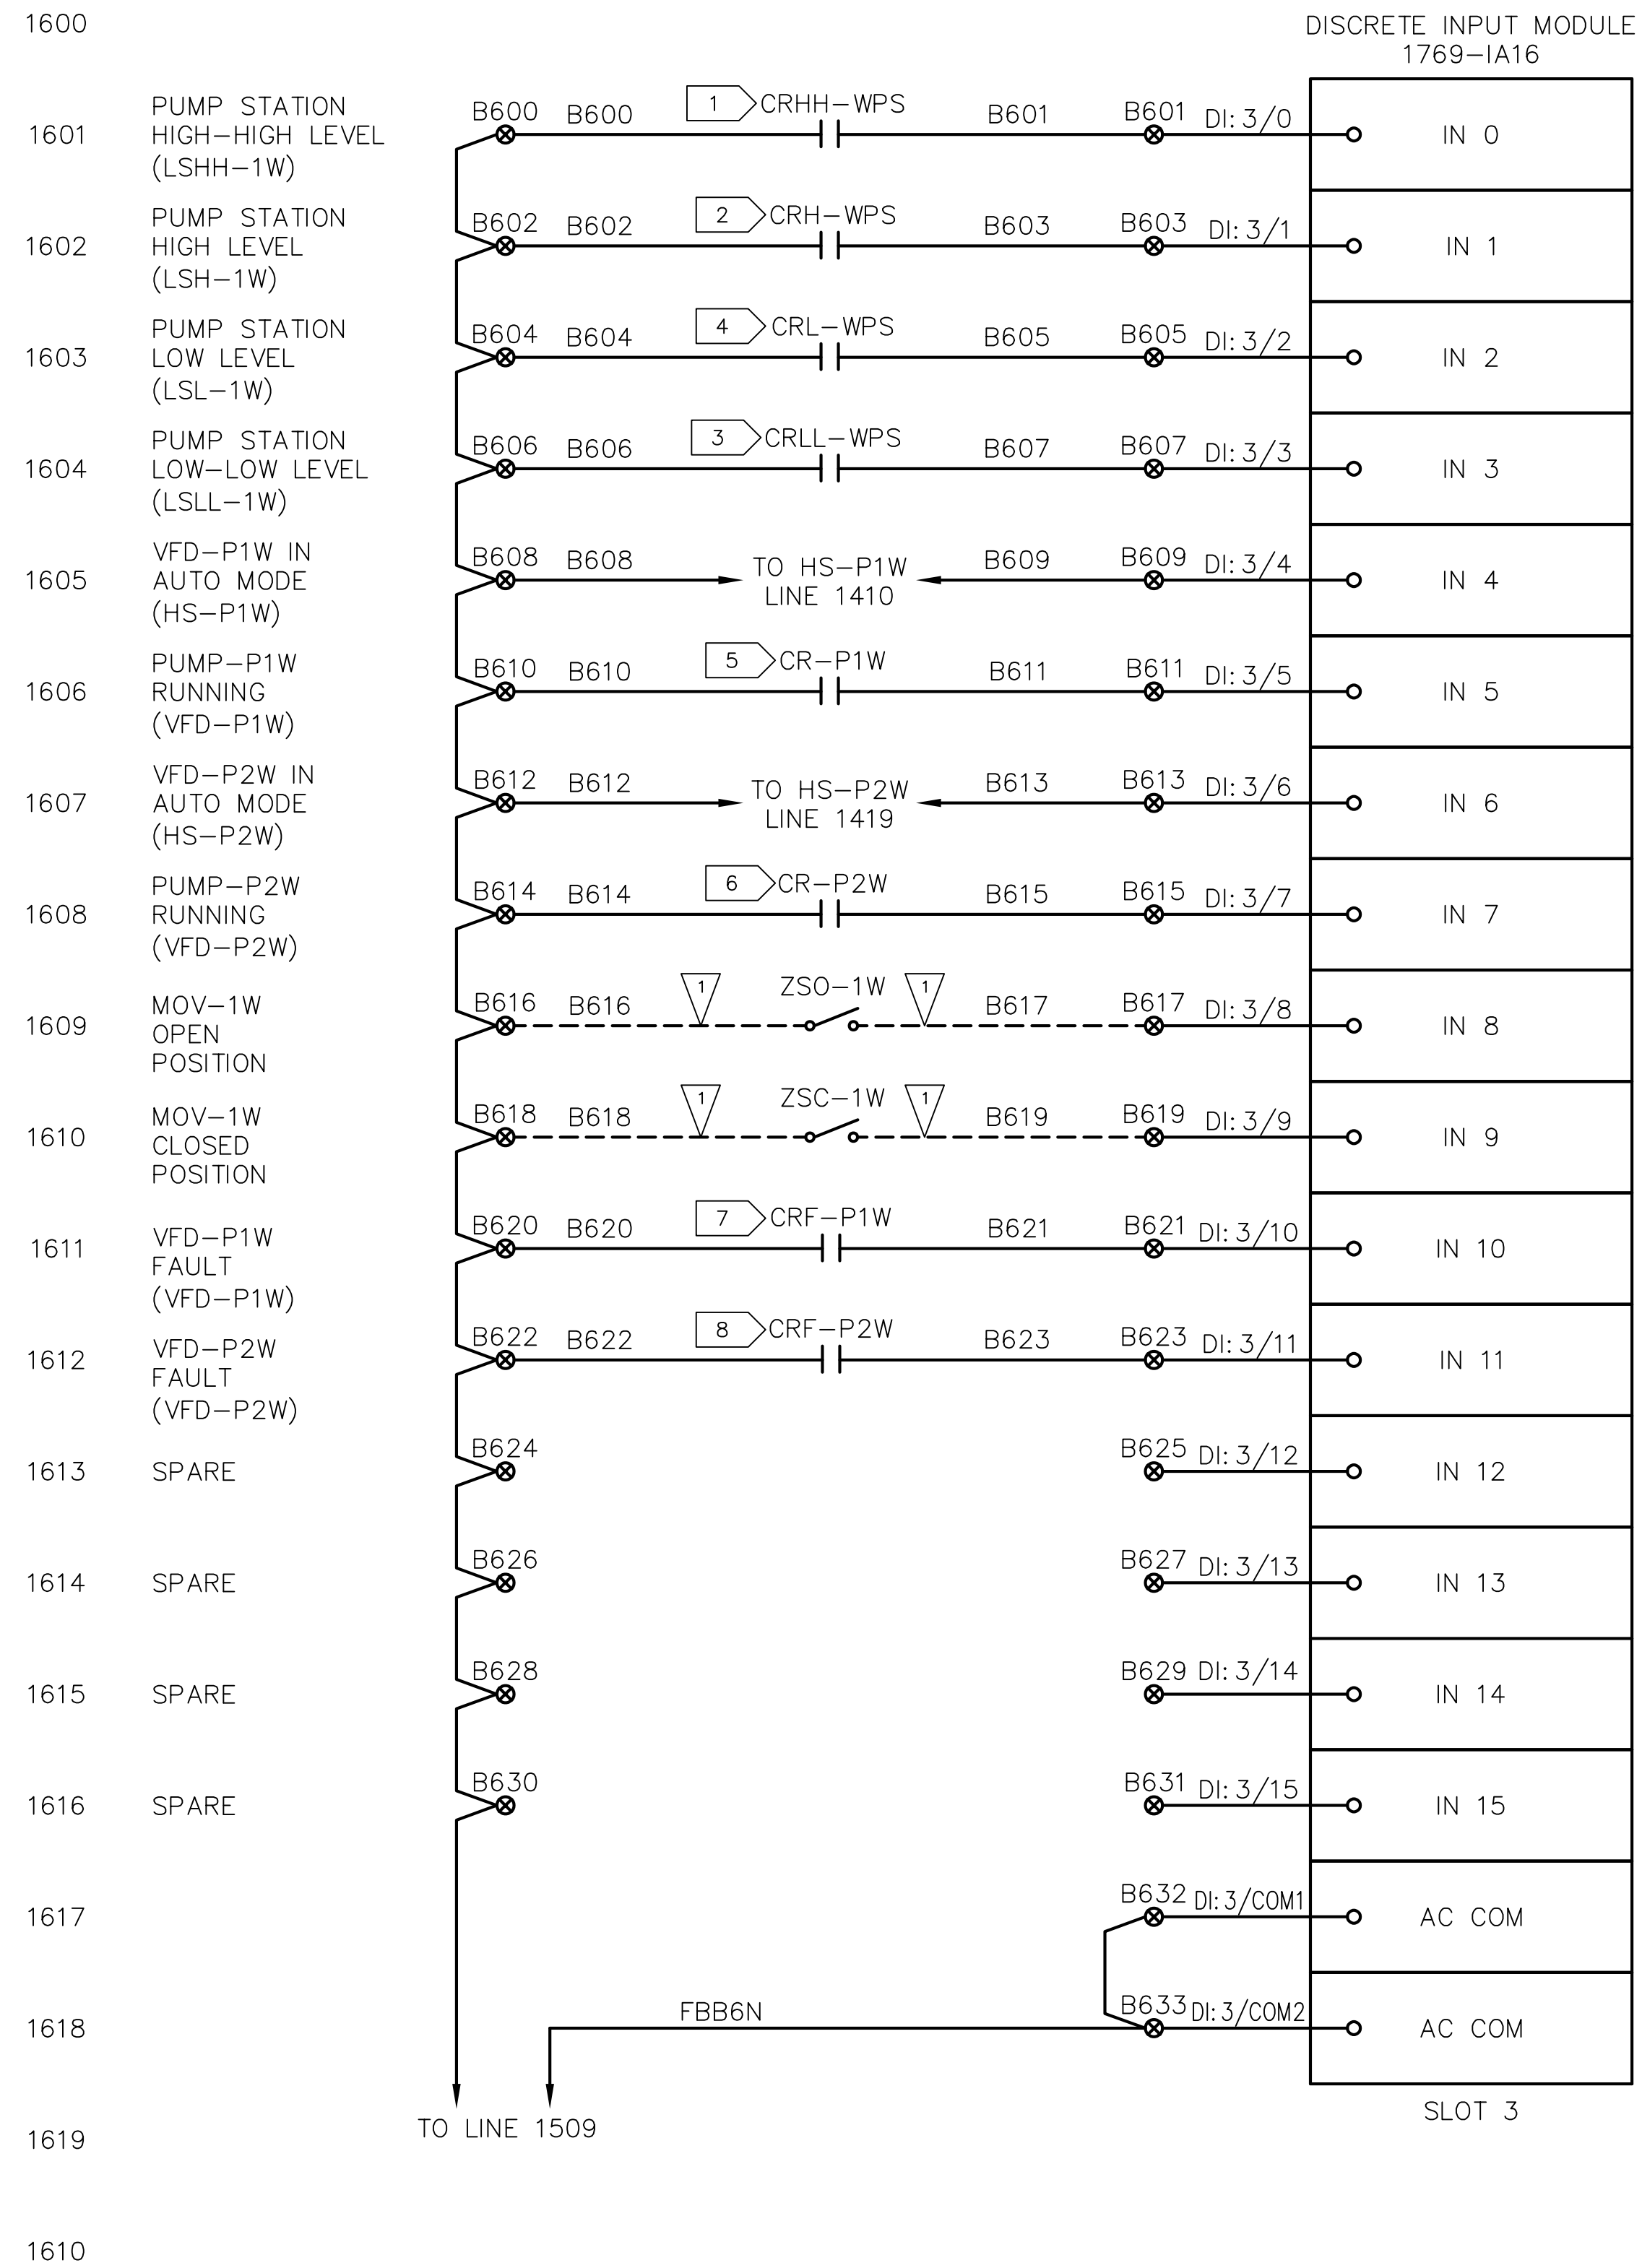 1600
DISCRETE INPUT MODULE
1769-IA16
1601
PUMP STATION
HIGH-HIGH LEVEL
(LSHH-1W)
B600 B600 1 CRHH-WPS B601 B601 DI:3/0 IN 0
1602
PUMP STATION
HIGH LEVEL
(LSH-1W)
B602 B602 2 CRH-WPS B603 B603 DI:3/1 IN 1
1603
PUMP STATION
LOW LEVEL
(LSL-1W)
B604 B604 4 CRL-WPS B605 B605 DI:3/2 IN 2
1604
PUMP STATION
LOW-LOW LEVEL
(LSLL-1W)
B606 B606 3 CRLL-WPS B607 B607 DI:3/3 IN 3
1605
VFD-P1W IN
AUTO MODE
(HS-P1W)
B608 B608 TO HS-P1W B609 B609 DI:3/4 IN 4
LINE 1410
1606
PUMP-P1W
RUNNING
(VFD-P1W)
B610 B610 5 CR-P1W B611 B611 DI:3/5 IN 5
1607
VFD-P2W IN
AUTO MODE
(HS-P2W)
B612 B612 TO HS-P2W B613 B613 DI:3/6 IN 6
LINE 1419
1608
PUMP-P2W
RUNNING
(VFD-P2W)
B614 B614 6 CR-P2W B615 B615 DI:3/7 IN 7
1609
MOV-1W
OPEN
POSITION
B616 B616 1 ZSO-1W 1 B617 B617 DI:3/8 IN 8
1610
MOV-1W
CLOSED
POSITION
B618 B618 1 ZSC-1W 1 B619 B619 DI:3/9 IN 9
1611
VFD-P1W
FAULT
(VFD-P1W)
B620 B620 7 CRF-P1W B621 B621 DI:3/10 IN 10
1612
VFD-P2W
FAULT
(VFD-P2W)
B622 B622 8 CRF-P2W B623 B623 DI:3/11 IN 11
1613 SPARE B624 B625 DI:3/12 IN 12
1614 SPARE B626 B627 DI:3/13 IN 13
1615 SPARE B628 B629 DI:3/14 IN 14
1616 SPARE B630 B631 DI:3/15 IN 15
1617 B632 DI:3/COM1 AC COM
1618 FBB6N B633 DI:3/COM2 AC COM
SLOT 3
TO LINE 1509
1619
1610